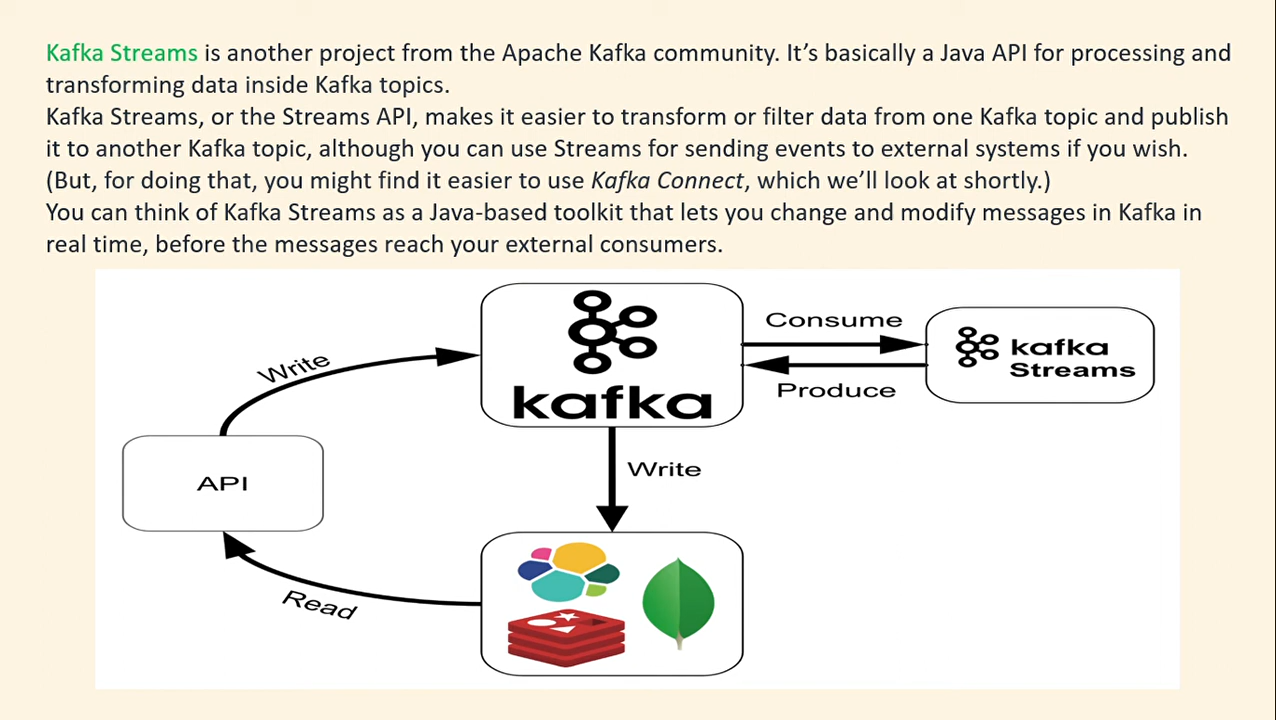 Kafka Streams is another project from the Apache Kafka community. It’s basically a Java API for processing and
transforming data inside Kafka topics.
Kafka Streams, or the Streams API, makes it easier to transform or filter data from one Kafka topic and publish
it to another Kafka topic, although you can use Streams for sending events to external systems if you wish.
(But, for doing that, you might find it easier to use Kafka Connect, which we’ll look at shortly.)
You can think of Kafka Streams as a Java-based toolkit that lets you change and modify messages in Kafka in
real time, before the messages reach your external consumers.
Write
kafka
Consume
Produce
kafka
Streams
API
Write
Read